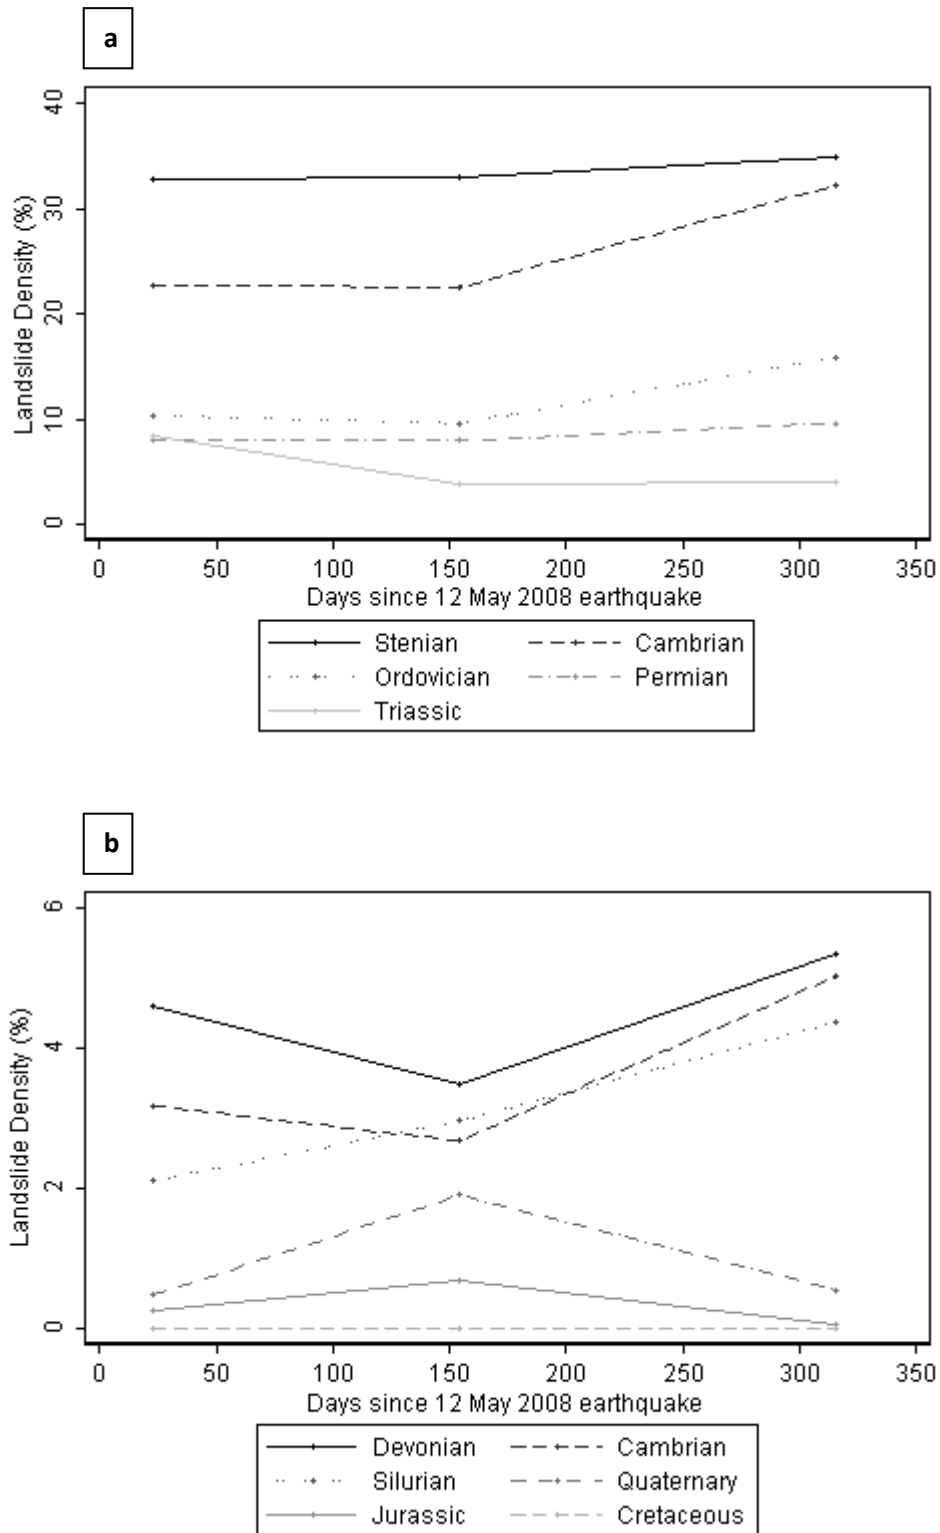 a
40
30
20
10
0
Landslide Density (%)
0 50 100 150 200 250 300 350
Days since 12 May 2008 earthquake
Stenian Cambrian
Ordovician Permian
Triassic
b
6
4
2
0
Landslide Density (%)
0 50 100 150 200 250 300 350
Days since 12 May 2008 earthquake
Devonian Cambrian
Silurian Quaternary
Jurassic Cretaceous